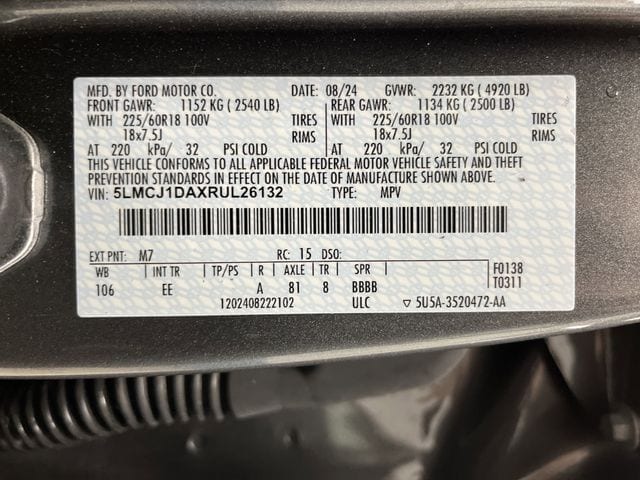 MFD. BY FORD MOTOR CO. 08/24 GVWR: 2232 KG ( 4920 LB)
FRONT GAWR: 1152 KG ( 2540 LB) REAR GAWR: 1134 KG ( 2500 LB)
WITH 225/60R18 100V TIRES WITH 225/60R18 100V TIRES
18x7.5J RIMS 18x7.5J RIMS
AT 220 kPa/ 32 PSI COLD AT 220 kPa/ 32 PSI COLD
THIS VEHICLE CONFORMS TO ALL APPLICABLE FEDERAL MOTOR VEHICLE SAFETY AND THEFT
PREVENTION STANDARDS IN EFFECT ON THE DATE OF MANUFACTURE SHOWN ABOVE.
VIN: 5LMCJ1DAXRUL26132 TYPE: MPV
EXT PNT: M7 RC: 15 DSO: F0138
WB INT TR TP/PS R AXLE TR SPR T0311
106 EE A 81 8 BBBB
1202408222102 ULC ▽ 5U5A-3520472-AA